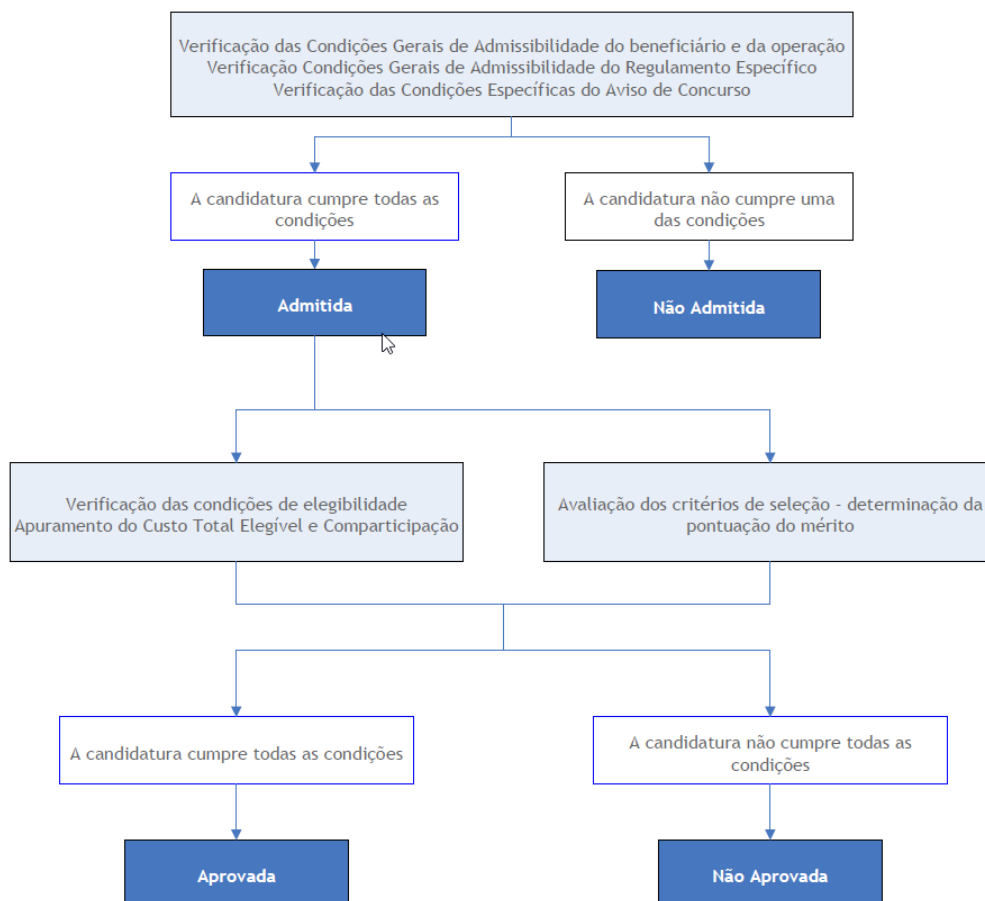 Verificação das Condições Gerais de Admissibilidade do beneficiário e da operação
Verificação Condições Gerais de Admissibilidade do Regulamento Específico
Verificação das Condições Específicas do Aviso de Concurso
A candidatura cumpre todas as
condições
A candidatura não cumpre uma
das condições
Admitida
Não Admitida
Verificação das condições de elegibilidade
Apuramento do Custo Total Elegível e Comparticipação
Avaliação dos critérios de seleção - determinação da
pontuação do mérito
A candidatura cumpre todas as condições
A candidatura não cumpre todas as
condições
Aprovada
Não Aprovada